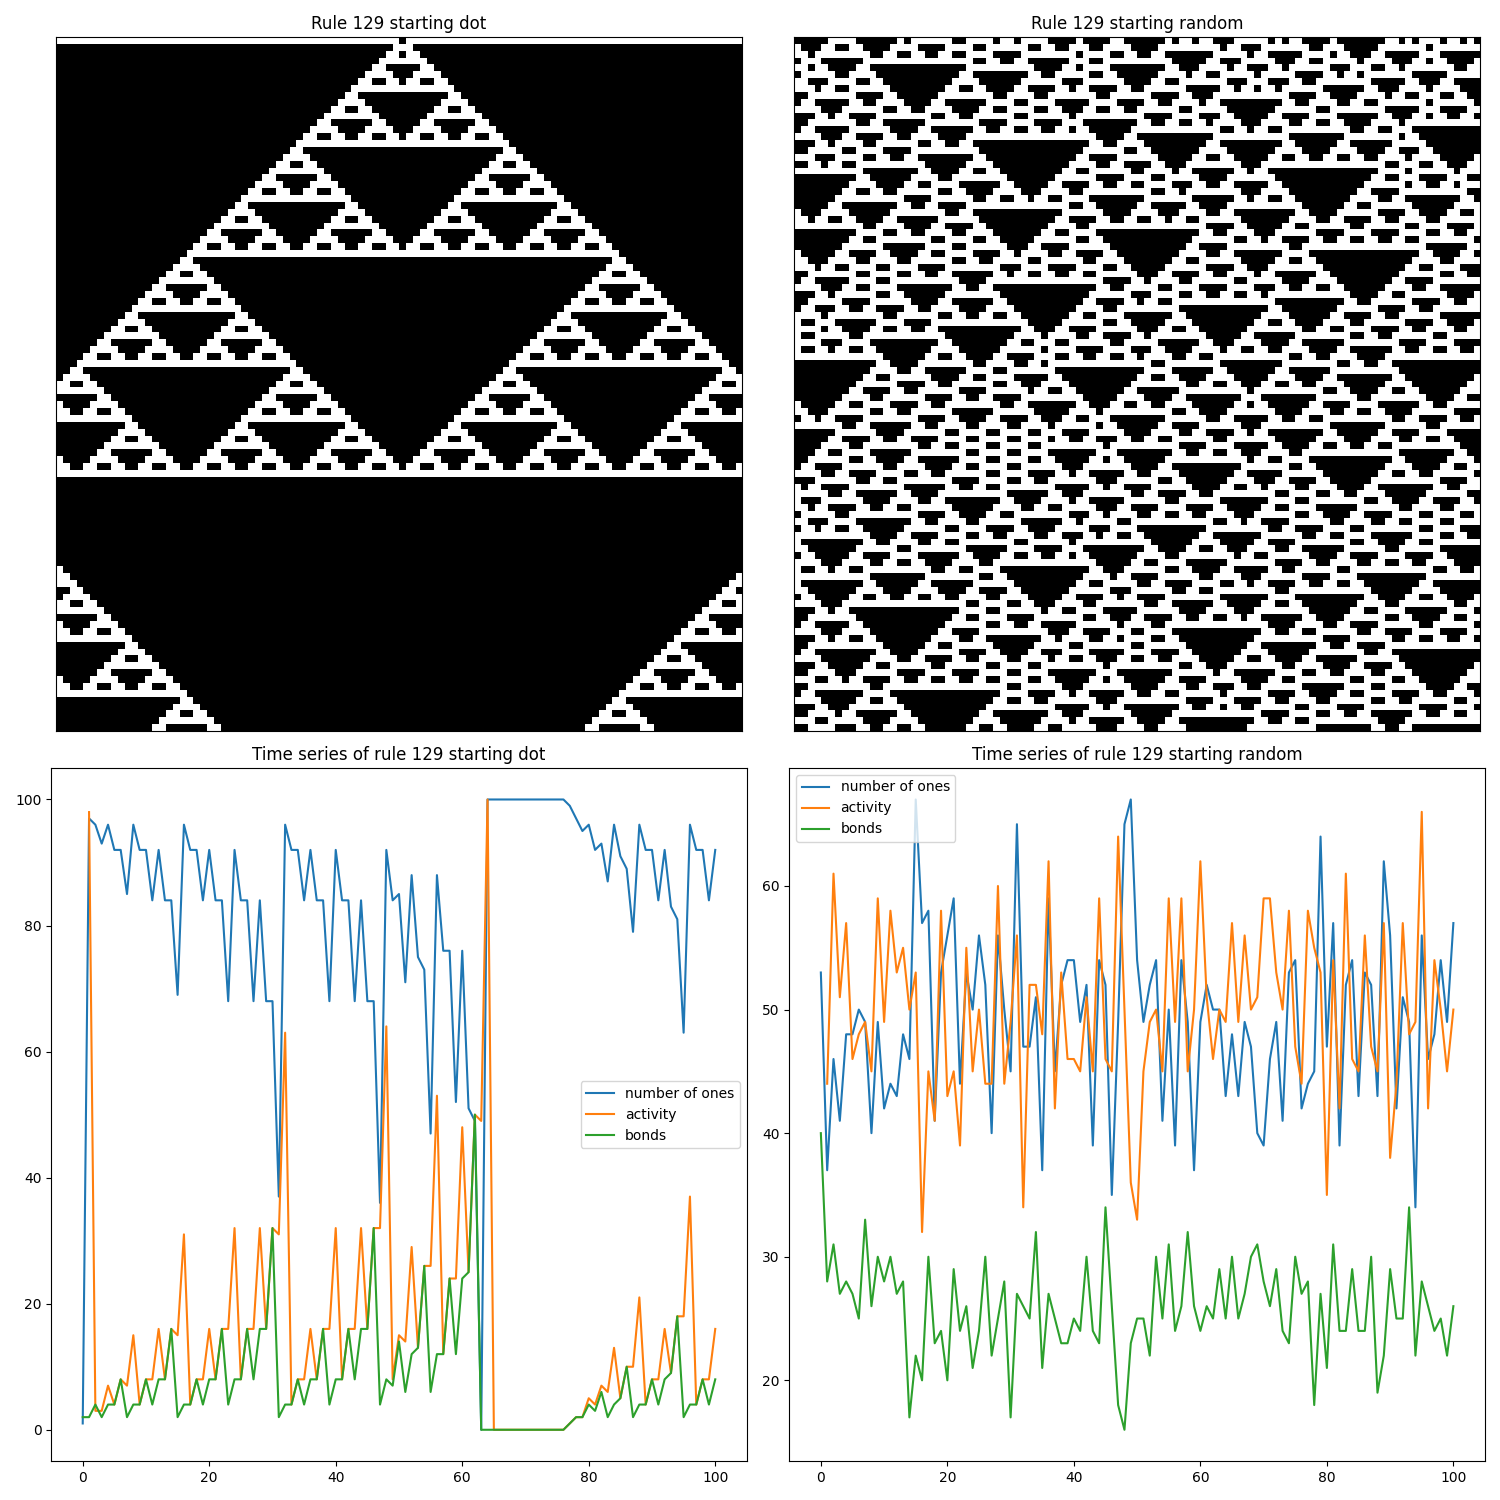 Rule 129 starting dot
Rule 129 starting random
Time series of rule 129 starting dot
100
80
60
40
20
0
number of ones
activity
bonds
0 20 40 60 80 100
Time series of rule 129 starting random
number of ones
activity
bonds
60
50
40
30
20
0 20 40 60 80 100